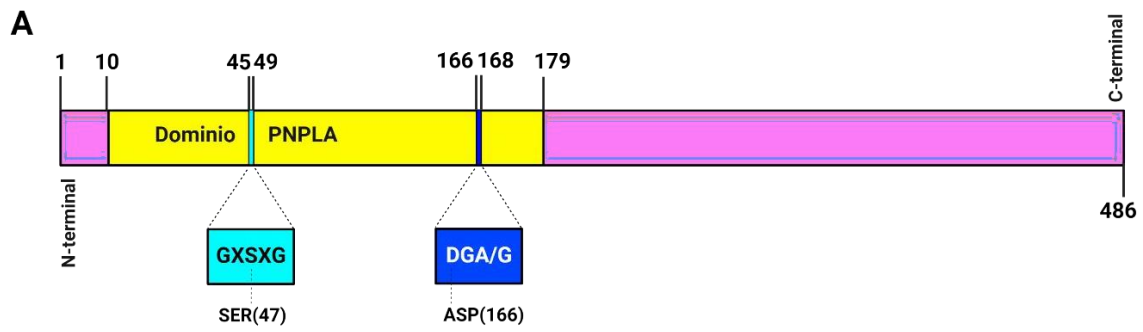 A
1 10 45 49 166 168 179 C-terminal
Dominio PNPLA
N-terminal
486
GXSXG DGA/G
SER(47) ASP(166)